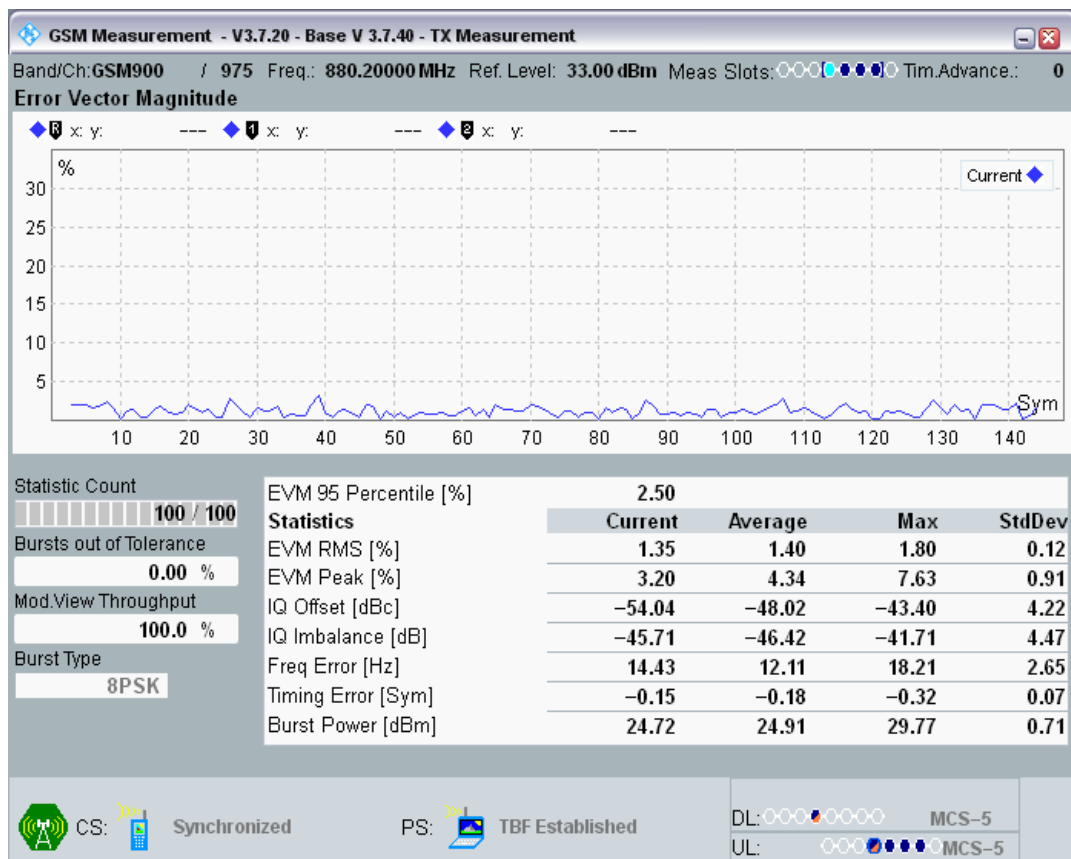 GSM Measurement - V3.7.20 - Base V 3.7.40 - TX Measurement
Band/Ch:GSM900 / 975 Freq.: 880.20000 MHz Ref. Level: 33.00 dBm Meas Slots: Tim.Advance.: 0
Error Vector Magnitude
R x: y: --- 1 x: y: --- 2 x: y: ---
%
Current
30
25
20
15
10
5
Sym
10 20 30 40 50 60 70 80 90 100 110 120 130 140
Statistic Count
100 / 100
Bursts out of Tolerance
0.00 %
Mod.View Throughput
100.0 %
Burst Type
8PSK
EVM 95 Percentile [%] 2.50
Statistics Current Average Max StdDev
EVM RMS [%] 1.35 1.40 1.80 0.12
EVM Peak [%] 3.20 4.34 7.63 0.91
IQ Offset [dBc] −54.04 −48.02 −43.40 4.22
IQ Imbalance [dB] −45.71 −46.42 −41.71 4.47
Freq Error [Hz] 14.43 12.11 18.21 2.65
Timing Error [Sym] −0.15 −0.18 −0.32 0.07
Burst Power [dBm] 24.72 24.91 29.77 0.71
CS: Synchronized PS: TBF Established
DL: MCS−5
UL: MCS−5